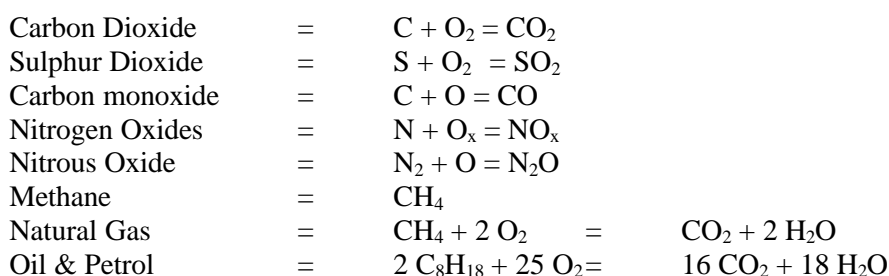 Carbon Dioxide = C + O₂ = CO₂
Sulphur Dioxide = S + O₂ = SO₂
Carbon monoxide = C + O = CO
Nitrogen Oxides = N + Oₓ = NOₓ
Nitrous Oxide = N₂ + O = N₂O
Methane = CH₄
Natural Gas = CH₄ + 2 O₂ = CO₂ + 2 H₂O
Oil & Petrol = 2 C₈H₁₈ + 25 O₂= 16 CO₂ + 18 H₂O